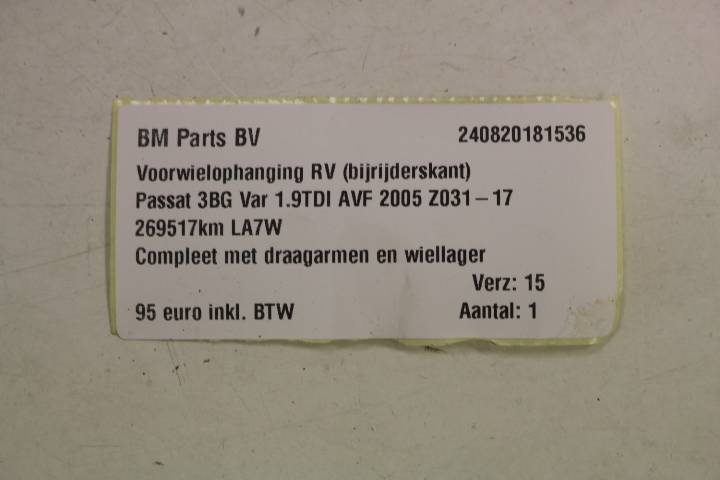 BM Parts BV 240820181536
Voorwielophanging RV (bijrijderskant)
Passat 3BG Var 1.9TDI AVF 2005 Z031-17
269517km LA7W
Compleet met draagarmen en wiellager
Verz: 15
95 euro inkl. BTW Aantal: 1